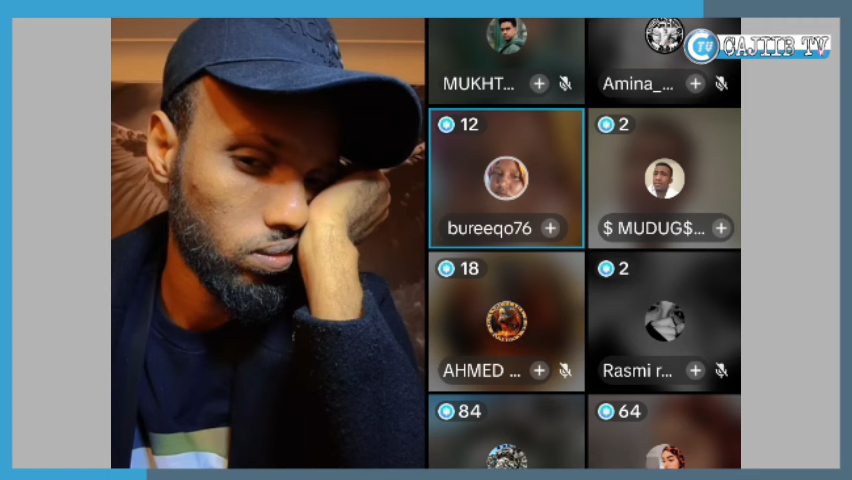 CAJIIB TV
MUKHT...
Amina_...
12
2
bureeqo76
$ MUDUG$...
18
2
AHMED ...
Rasmi r...
84
64